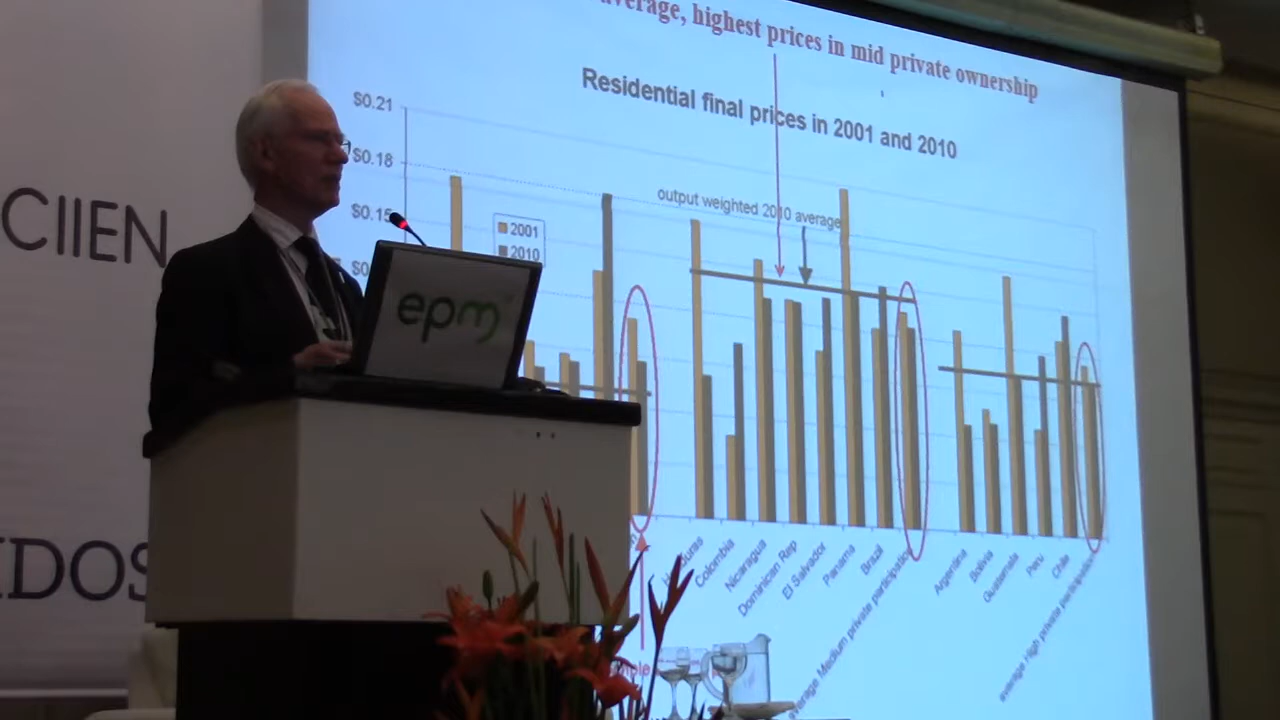 average, highest prices in mid private ownership
Residential final prices in 2001 and 2010
$0.21
$0.18
$0.15
output weighted 2010 average
2001
2010
CIIEN
epm
Honduras
Colombia
Nicaragua
Dominican Rep
El Salvador
Panama
Brazil
average Medium private participation
Argentina
Bolivia
Guatemala
Peru
Chile
average High private participation
IDOS